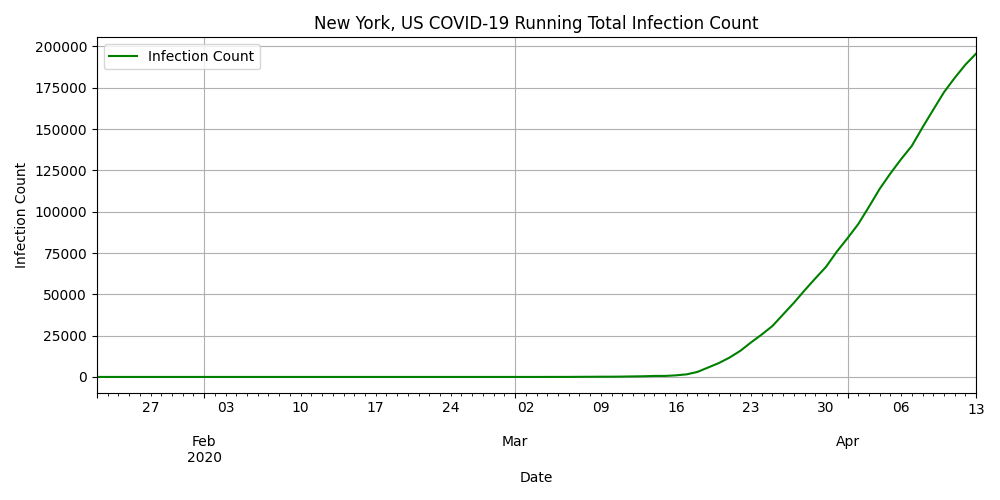 New York, US COVID-19 Running Total Infection Count
Infection Count
200000
175000
150000
125000
100000
75000
50000
25000
0
Infection Count
27 03 10 17 24 02 09 16 23 30 06 13
Feb Mar Apr
2020
Date